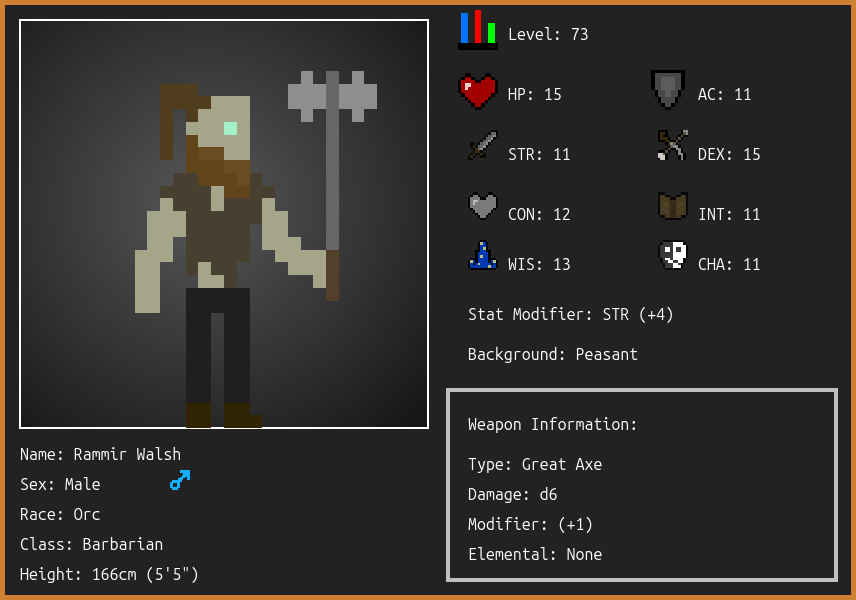 Level: 73
HP: 15
AC: 11
STR: 11
DEX: 15
CON: 12
INT: 11
WIS: 13
CHA: 11
Stat Modifier: STR (+4)
Background: Peasant
Weapon Information:
Type: Great Axe
Damage: d6
Modifier: (+1)
Elemental: None
Name: Rammir Walsh
Sex: Male
Race: Orc
Class: Barbarian
Height: 166cm (5'5")